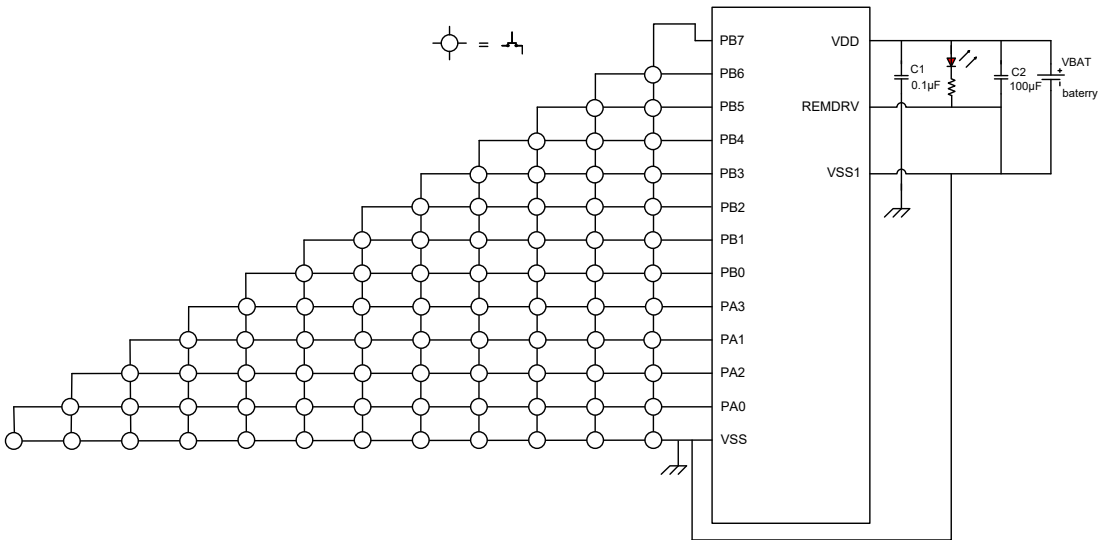 =
PB7
PB6
PB5
PB4
PB3
PB2
PB1
PB0
PA3
PA1
PA2
PA0
VSS
VDD
REMDRV
VSS1
C1
0.1µF
C2
100µF
VBAT
+
baterry